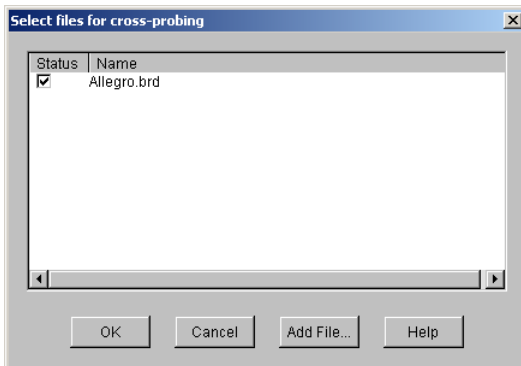 Select files for cross-probing
Status Name
Allegro.brd
OK Cancel Add File... Help